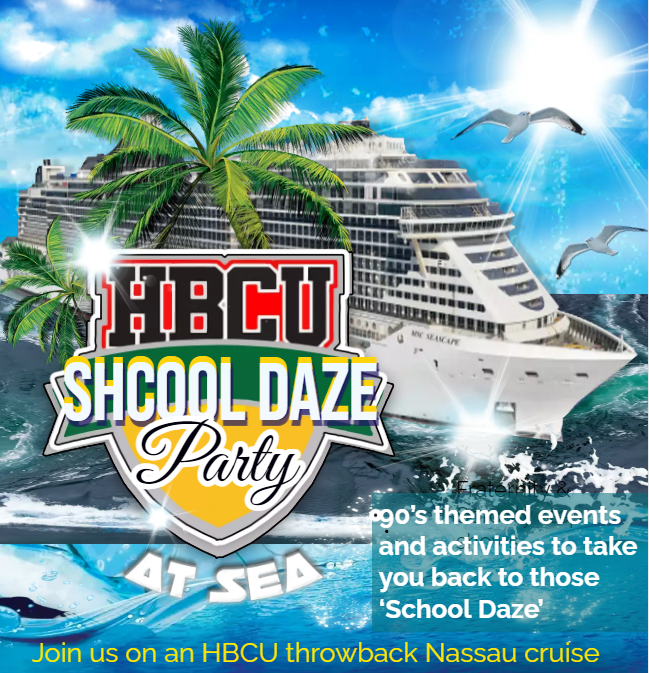 MSC SEASCAPE
HBCU
SHCOOL DAZE
Party
AT SEA
Fraternity &
•90's themed events
and activities to take
you back to those
‘School Daze’
Join us on an HBCU throwback Nassau cruise